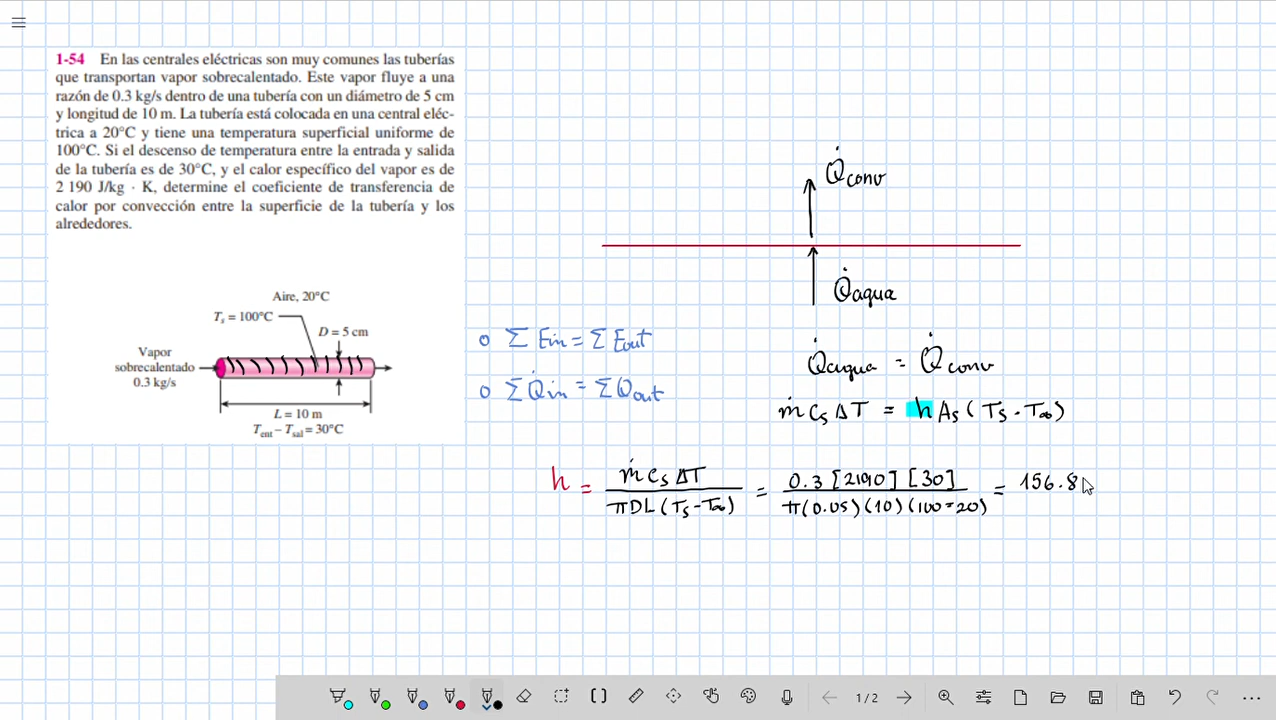 1-54 En las centrales eléctricas son muy comunes las tuberías
que transportan vapor sobrecalentado. Este vapor fluye a una
razón de 0.3 kg/s dentro de una tubería con un diámetro de 5 cm
y longitud de 10 m. La tubería está colocada en una central eléc-
trica a 20°C y tiene una temperatura superficial uniforme de
100°C. Si el descenso de temperatura entre la entrada y salida
de la tubería es de 30°C, y el calor específico del vapor es de
2 190 J/kg · K, determine el coeficiente de transferencia de
calor por convección entre la superficie de la tubería y los
alrededores.
Aire, 20°C
T_s = 100°C
D = 5 cm
Vapor
sobrecalentado
0.3 kg/s
L = 10 m
T_ent − T_sal = 30°C
Q̇conv
Q̇agua
Σ Ein = Σ Eout
Σ Q̇in = Σ Q̇out
Q̇agua = Q̇conv
ṁ Cs ΔT = h As (Ts - T∞)
h = ṁ Cs ΔT / πDL (Ts - T∞) = 0.3 [2190] [30] / π(0.05)(10)(100-20) = 156.8
1/2